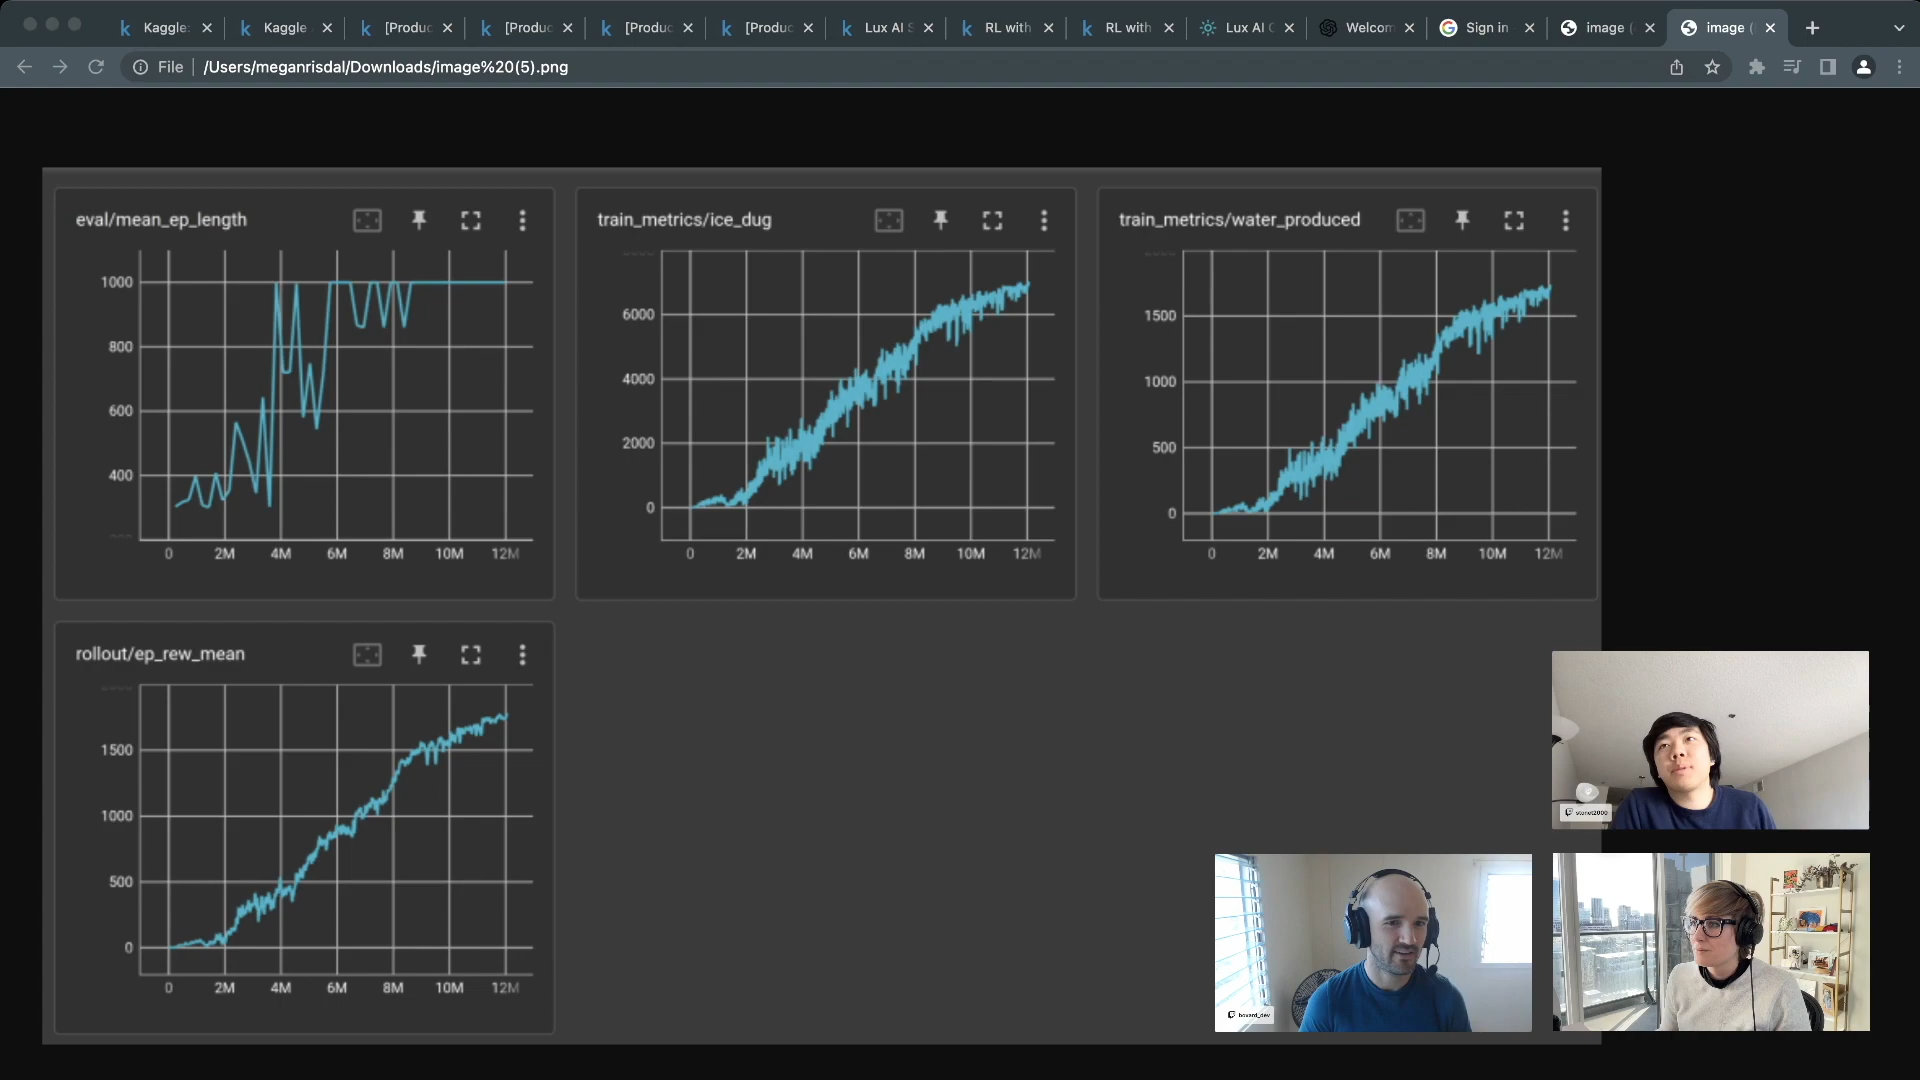 Kaggle: Kaggle [Produc [Produc [Produc [Produc Lux AI S RL with RL with Lux AI C Welcom Sign in image ( image (
File /Users/meganrisdal/Downloads/image%20(5).png
eval/mean_ep_length
1000
800
600
400
0 2M 4M 6M 8M 10M 12M
train_metrics/ice_dug
6000
4000
2000
0
0 2M 4M 6M 8M 10M 12M
train_metrics/water_produced
1500
1000
500
0
0 2M 4M 6M 8M 10M 12M
rollout/ep_rew_mean
1500
1000
500
0
0 2M 4M 6M 8M 10M 12M
stonet2000
bovard_dev